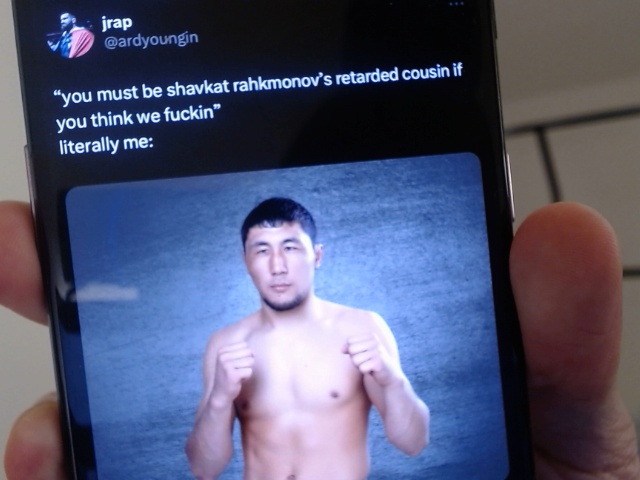 jrap
@ardyoungin
“you must be shavkat rahkmonov’s retarded cousin if
you think we fuckin”
literally me: